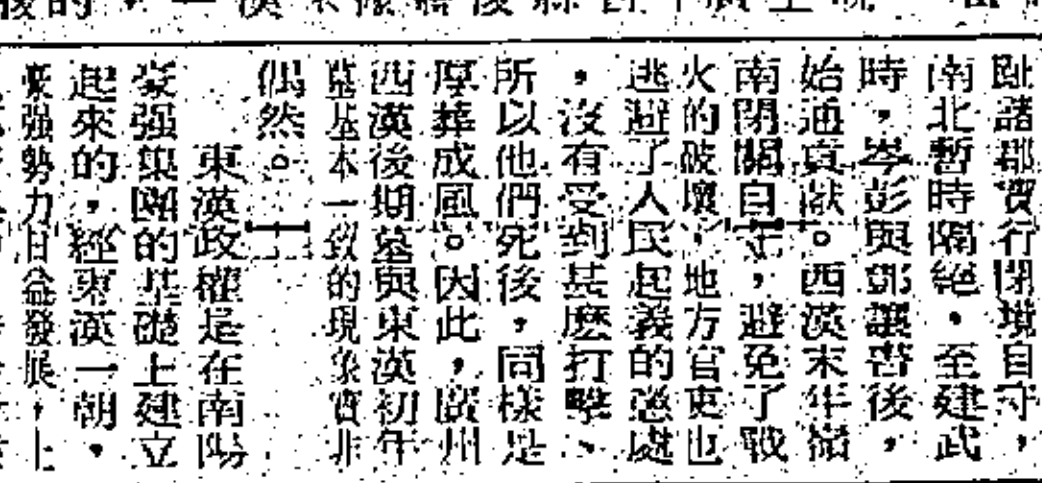 趾諸郡實行閉境自守，
南北暫時隔絕。至建武
時，岑彭與鄧讓書後，
始通貢獻。西漢末年嶺
南閉關自守，避免了戰
火的破壞，地方官吏也
逃避了人民起義的懲處
，沒有受到甚麽打擊、
所以他們死後，同樣是
厚葬成風。因此，廣州
西漢後期墓與東漢初年
墓基本一致的現象實非
偶然。
東漢政權是在南陽
豪强集團的基礎上建立
起來的，經東漢一朝，
豪强勢力日益發展，上